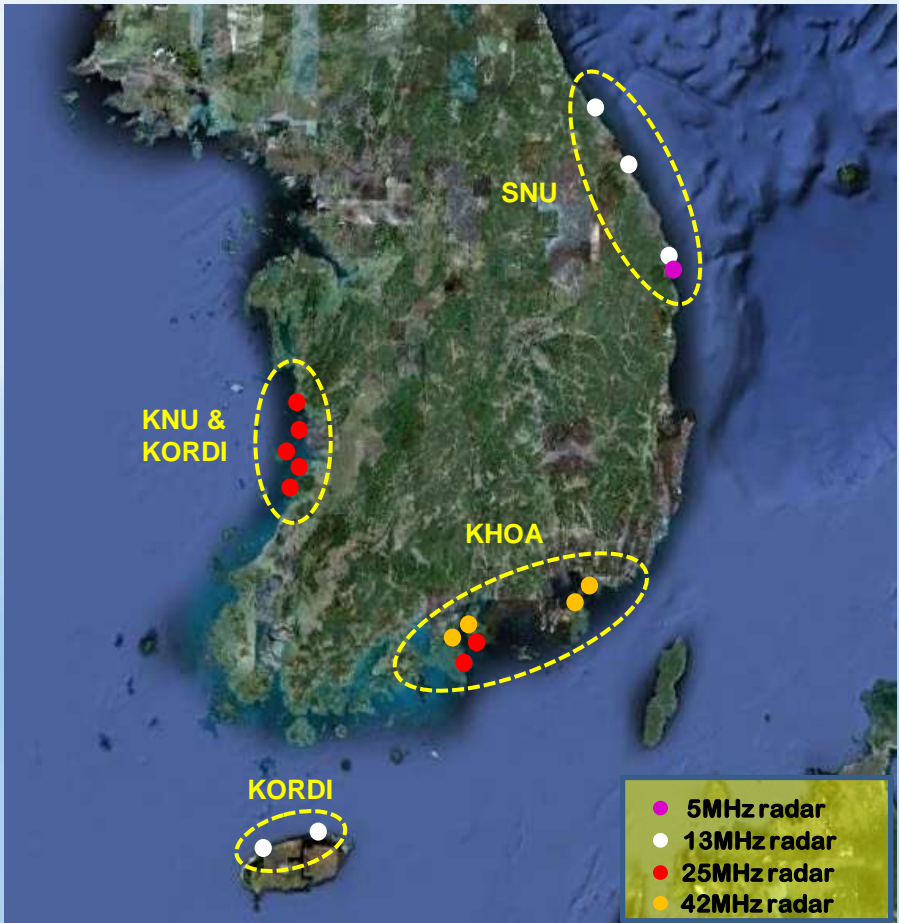 SNU
KNU &
KORDI
KHOA
KORDI
5MHz radar
13MHz radar
25MHz radar
42MHz radar